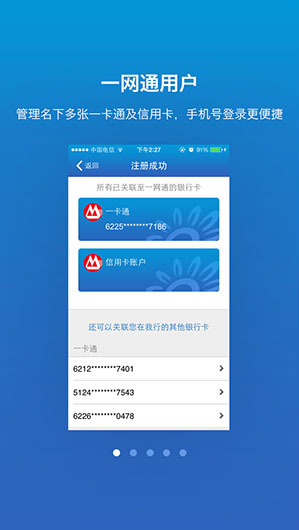 一网通用户
管理名下多张一卡通及信用卡，手机号登录更便捷
中国电信 下午2:27 91%
返回 注册成功
所有已关联至一网通的银行卡
一卡通
6225********7186
信用卡账户
还可以关联您在我行的其他银行卡
一卡通
6212********7401
5124********7543
6226********0478